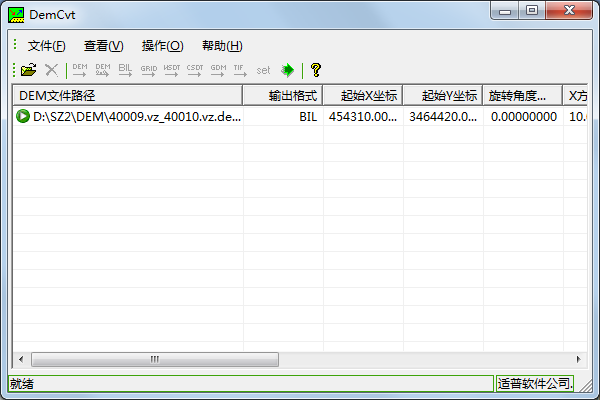 DemCvt
文件(F) 查看(V) 操作(O) 帮助(H)
DEM DEM 2x2 BIL GRID NSDT CSDT GDM TIF set ?
DEM文件路径 输出格式 起始X坐标 起始Y坐标 旋转角度... X方
D:\SZ2\DEM\40009.vz_40010.vz.de... BIL 454310.00... 3464420.0... 0.00000000 10.
就绪 适普软件公司.